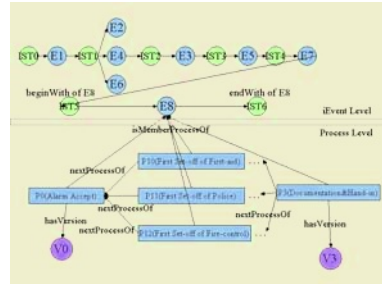 E2
IST0 E1 IST1 E4 IST2 E3 IST3 E5 IST4 E7
E6
beginWith of E8 endWith of E8
IST5 E8 IST6
iEvent Level
isMemberProcessOf
Process Level
nextProcessOf P10(First Set-off of First-aid) ...
P0(Alarm Accept) P11(First Set-off of Police) ... P3(Documentation&Hand-in)
nextProcessOf nextProcessOf
hasVersion nextProcessOf P12(First Set-off of Fire-control) ... hasVersion
V0 V3